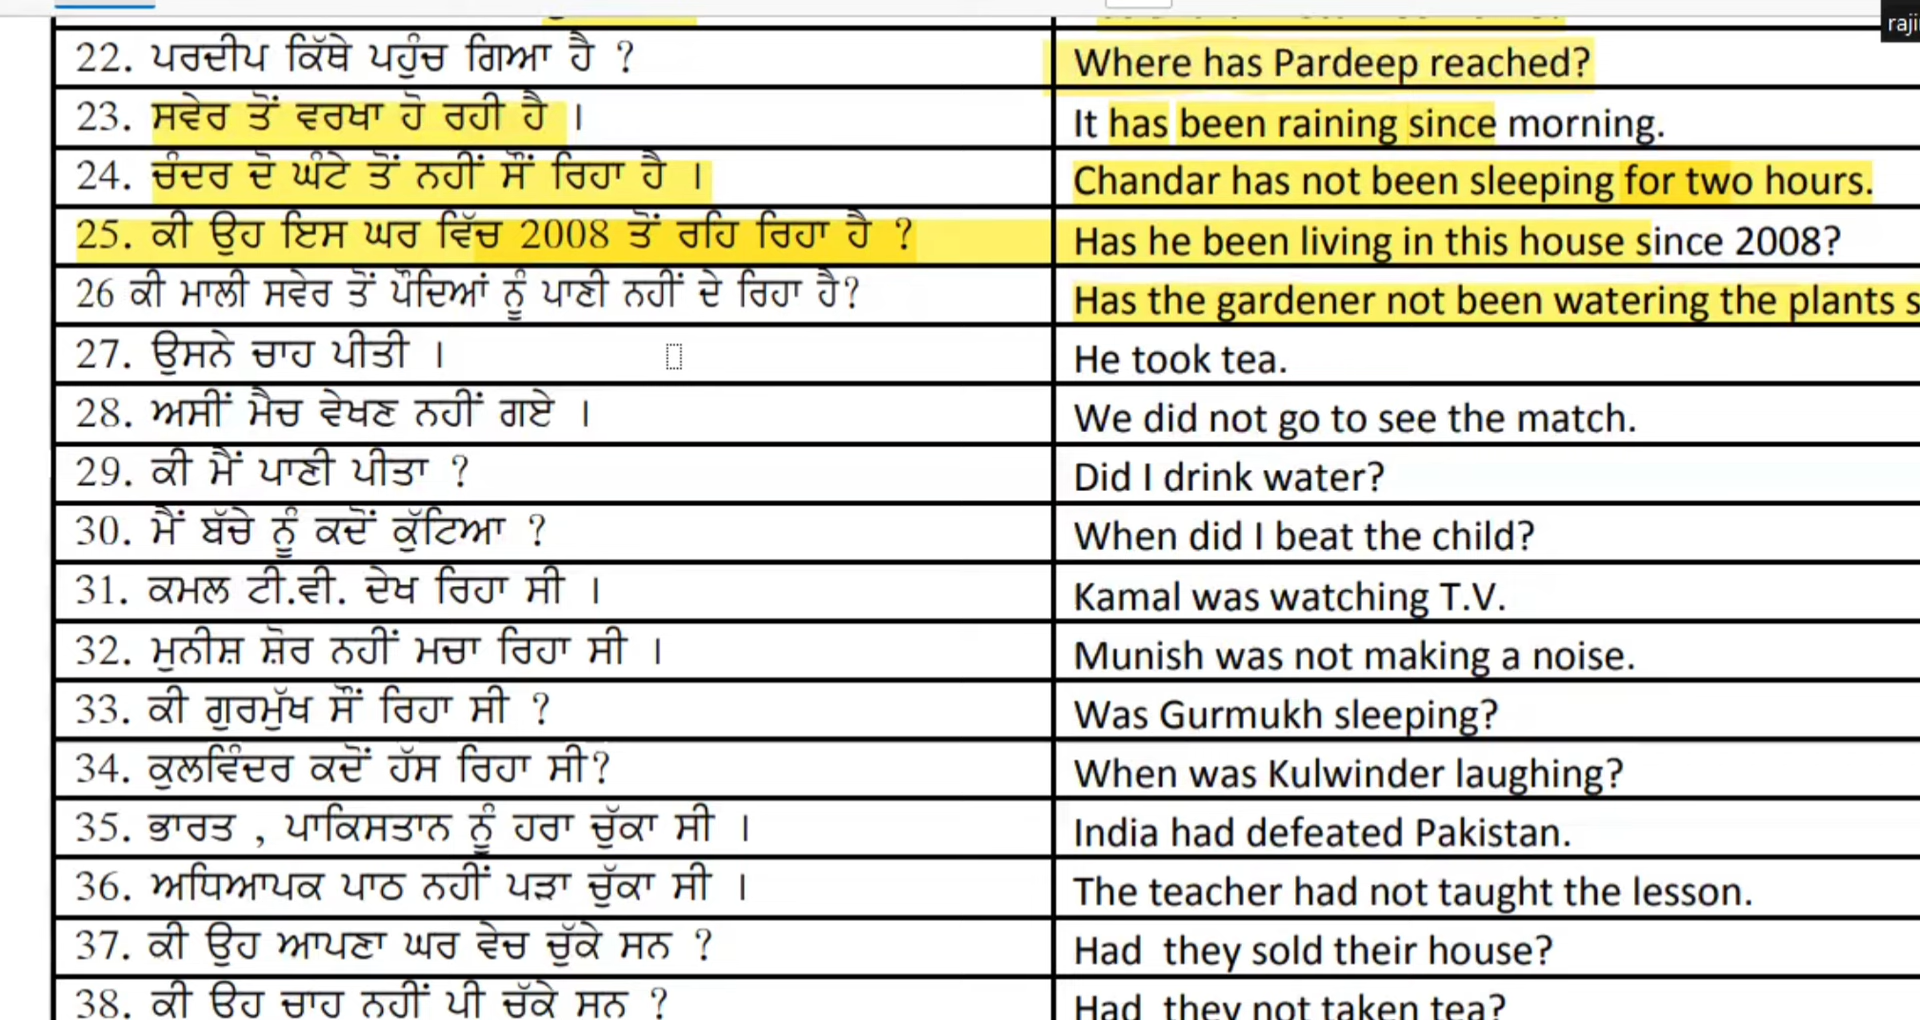 raji
22. ਪਰਦੀਪ ਕਿੱਥੇ ਪਹੁੰਚ ਗਿਆ ਹੈ ? Where has Pardeep reached?
23. ਸਵੇਰ ਤੋਂ ਵਰਖਾ ਹੋ ਰਹੀ ਹੈ । It has been raining since morning.
24. ਚੰਦਰ ਦੋ ਘੰਟੇ ਤੋਂ ਨਹੀਂ ਸੌਂ ਰਿਹਾ ਹੈ । Chandar has not been sleeping for two hours.
25. ਕੀ ਉਹ ਇਸ ਘਰ ਵਿੱਚ 2008 ਤੋਂ ਰਹਿ ਰਿਹਾ ਹੈ ? Has he been living in this house since 2008?
26 ਕੀ ਮਾਲੀ ਸਵੇਰ ਤੋਂ ਪੌਦਿਆਂ ਨੂੰ ਪਾਣੀ ਨਹੀਂ ਦੇ ਰਿਹਾ ਹੈ? Has the gardener not been watering the plants s
27. ਉਸਨੇ ਚਾਹ ਪੀਤੀ । He took tea.
28. ਅਸੀਂ ਮੈਚ ਵੇਖਣ ਨਹੀਂ ਗਏ । We did not go to see the match.
29. ਕੀ ਮੈਂ ਪਾਣੀ ਪੀਤਾ ? Did I drink water?
30. ਮੈਂ ਬੱਚੇ ਨੂੰ ਕਦੋਂ ਕੁੱਟਿਆ ? When did I beat the child?
31. ਕਮਲ ਟੀ.ਵੀ. ਦੇਖ ਰਿਹਾ ਸੀ । Kamal was watching T.V.
32. ਮੁਨੀਸ਼ ਸ਼ੋਰ ਨਹੀਂ ਮਚਾ ਰਿਹਾ ਸੀ । Munish was not making a noise.
33. ਕੀ ਗੁਰਮੁੱਖ ਸੌਂ ਰਿਹਾ ਸੀ ? Was Gurmukh sleeping?
34. ਕੁਲਵਿੰਦਰ ਕਦੋਂ ਹੱਸ ਰਿਹਾ ਸੀ? When was Kulwinder laughing?
35. ਭਾਰਤ , ਪਾਕਿਸਤਾਨ ਨੂੰ ਹਰਾ ਚੁੱਕਾ ਸੀ । India had defeated Pakistan.
36. ਅਧਿਆਪਕ ਪਾਠ ਨਹੀਂ ਪੜਾ ਚੁੱਕਾ ਸੀ । The teacher had not taught the lesson.
37. ਕੀ ਉਹ ਆਪਣਾ ਘਰ ਵੇਚ ਚੁੱਕੇ ਸਨ ? Had they sold their house?
38. ਕੀ ਉਹ ਚਾਹ ਨਹੀਂ ਪੀ ਚੁੱਕੇ ਸਨ ? Had they not taken tea?